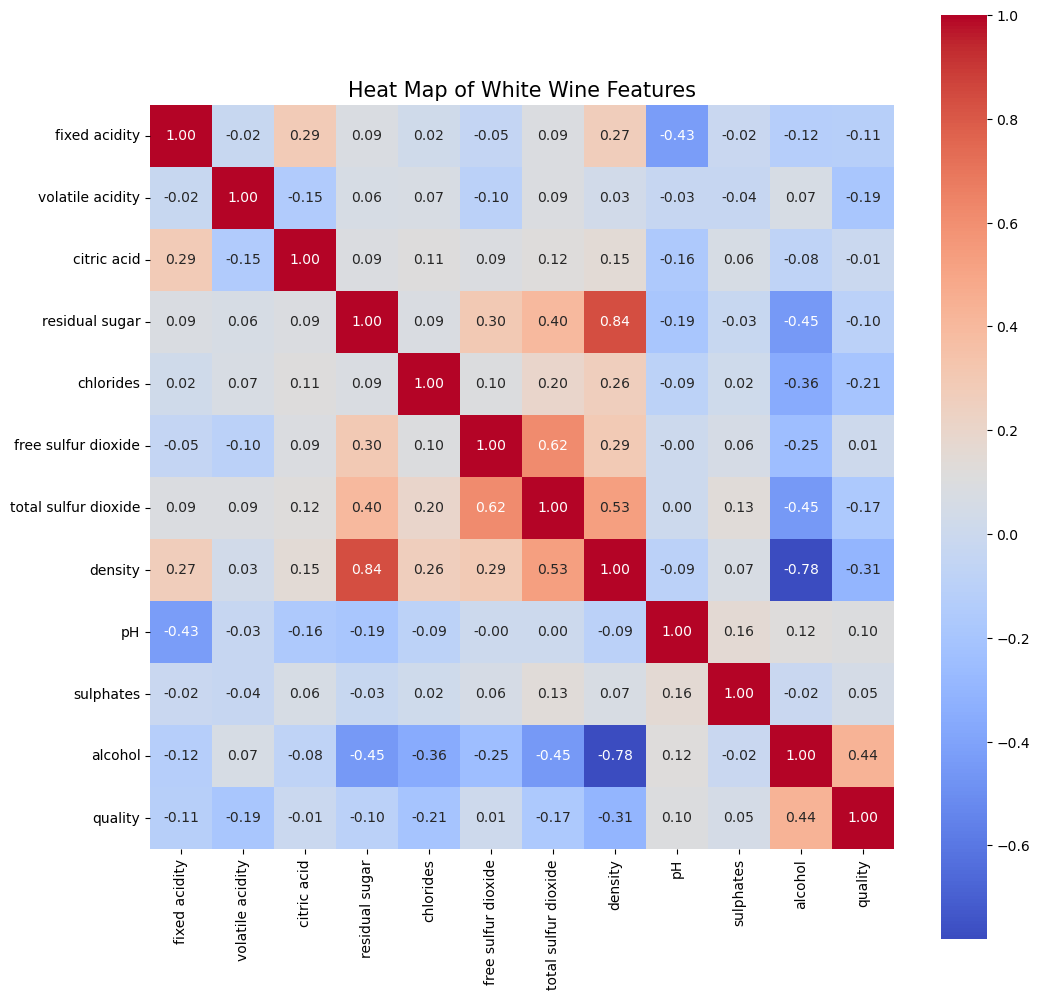 Heat Map of White Wine Features
1.0
0.8
0.6
0.4
0.2
0.0
−0.2
−0.4
−0.6
fixed acidity 1.00 -0.02 0.29 0.09 0.02 -0.05 0.09 0.27 -0.43 -0.02 -0.12 -0.11
volatile acidity -0.02 1.00 -0.15 0.06 0.07 -0.10 0.09 0.03 -0.03 -0.04 0.07 -0.19
citric acid 0.29 -0.15 1.00 0.09 0.11 0.09 0.12 0.15 -0.16 0.06 -0.08 -0.01
residual sugar 0.09 0.06 0.09 1.00 0.09 0.30 0.40 0.84 -0.19 -0.03 -0.45 -0.10
chlorides 0.02 0.07 0.11 0.09 1.00 0.10 0.20 0.26 -0.09 0.02 -0.36 -0.21
free sulfur dioxide -0.05 -0.10 0.09 0.30 0.10 1.00 0.62 0.29 -0.00 0.06 -0.25 0.01
total sulfur dioxide 0.09 0.09 0.12 0.40 0.20 0.62 1.00 0.53 0.00 0.13 -0.45 -0.17
density 0.27 0.03 0.15 0.84 0.26 0.29 0.53 1.00 -0.09 0.07 -0.78 -0.31
pH -0.43 -0.03 -0.16 -0.19 -0.09 -0.00 0.00 -0.09 1.00 0.16 0.12 0.10
sulphates -0.02 -0.04 0.06 -0.03 0.02 0.06 0.13 0.07 0.16 1.00 -0.02 0.05
alcohol -0.12 0.07 -0.08 -0.45 -0.36 -0.25 -0.45 -0.78 0.12 -0.02 1.00 0.44
quality -0.11 -0.19 -0.01 -0.10 -0.21 0.01 -0.17 -0.31 0.10 0.05 0.44 1.00
fixed acidity
volatile acidity
citric acid
residual sugar
chlorides
free sulfur dioxide
total sulfur dioxide
density
pH
sulphates
alcohol
quality